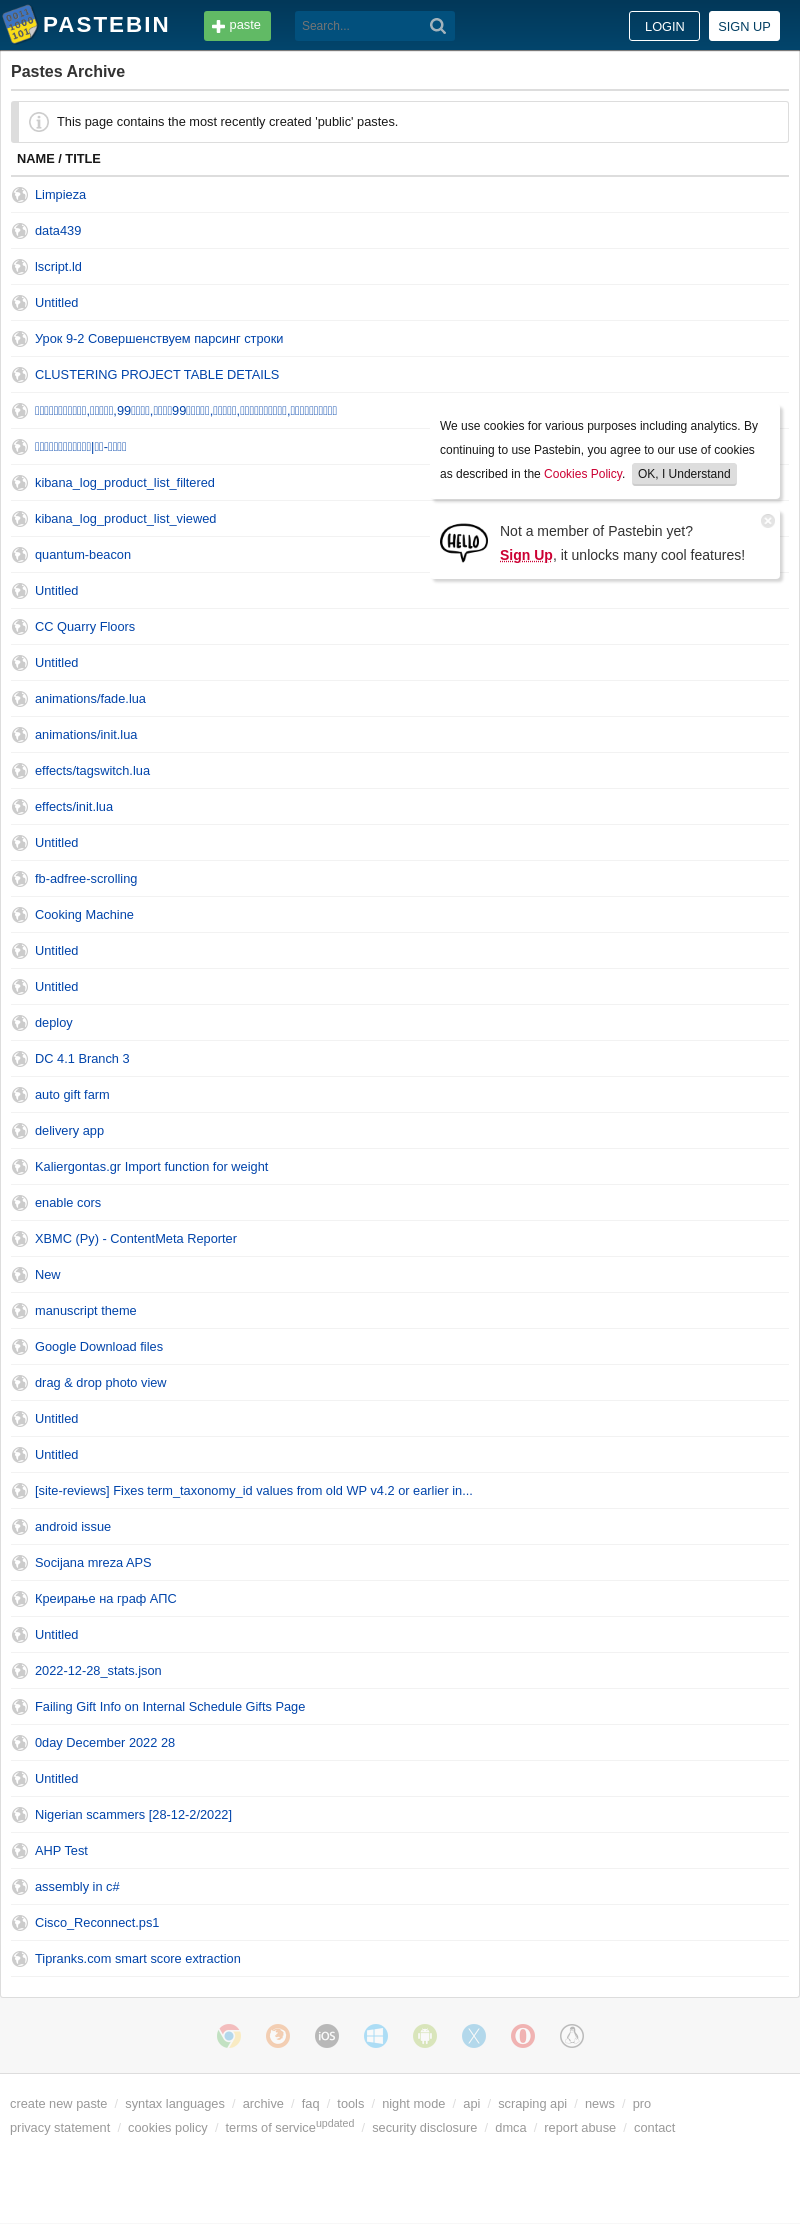 PASTEBIN
paste
Search...
LOGIN
SIGN UP
Pastes Archive
This page contains the most recently created 'public' pastes.
NAME / TITLE
Limpieza
data439
lscript.ld
Untitled
Урок 9-2 Совершенствуем парсинг строки
CLUSTERING PROJECT TABLE DETAILS
kibana_log_product_list_filtered
kibana_log_product_list_viewed
quantum-beacon
We use cookies for various purposes including analytics. By
continuing to use Pastebin, you agree to our use of cookies
as described in the Cookies Policy. OK, I Understand
HELLO
Not a member of Pastebin yet?
Sign Up, it unlocks many cool features!
Untitled
CC Quarry Floors
Untitled
animations/fade.lua
animations/init.lua
effects/tagswitch.lua
effects/init.lua
Untitled
fb-adfree-scrolling
Cooking Machine
Untitled
Untitled
deploy
DC 4.1 Branch 3
auto gift farm
delivery app
Kaliergontas.gr Import function for weight
enable cors
XBMC (Py) - ContentMeta Reporter
New
manuscript theme
Google Download files
drag & drop photo view
Untitled
Untitled
[site-reviews] Fixes term_taxonomy_id values from old WP v4.2 or earlier in...
android issue
Socijana mreza APS
Креирање на граф АПС
Untitled
2022-12-28_stats.json
Failing Gift Info on Internal Schedule Gifts Page
0day December 2022 28
Untitled
Nigerian scammers [28-12-2/2022]
AHP Test
assembly in c#
Cisco_Reconnect.ps1
Tipranks.com smart score extraction
iOS
create new paste / syntax languages / archive / faq / tools / night mode / api / scraping api / news / pro
privacy statement / cookies policy / terms of service updated / security disclosure / dmca / report abuse / contact